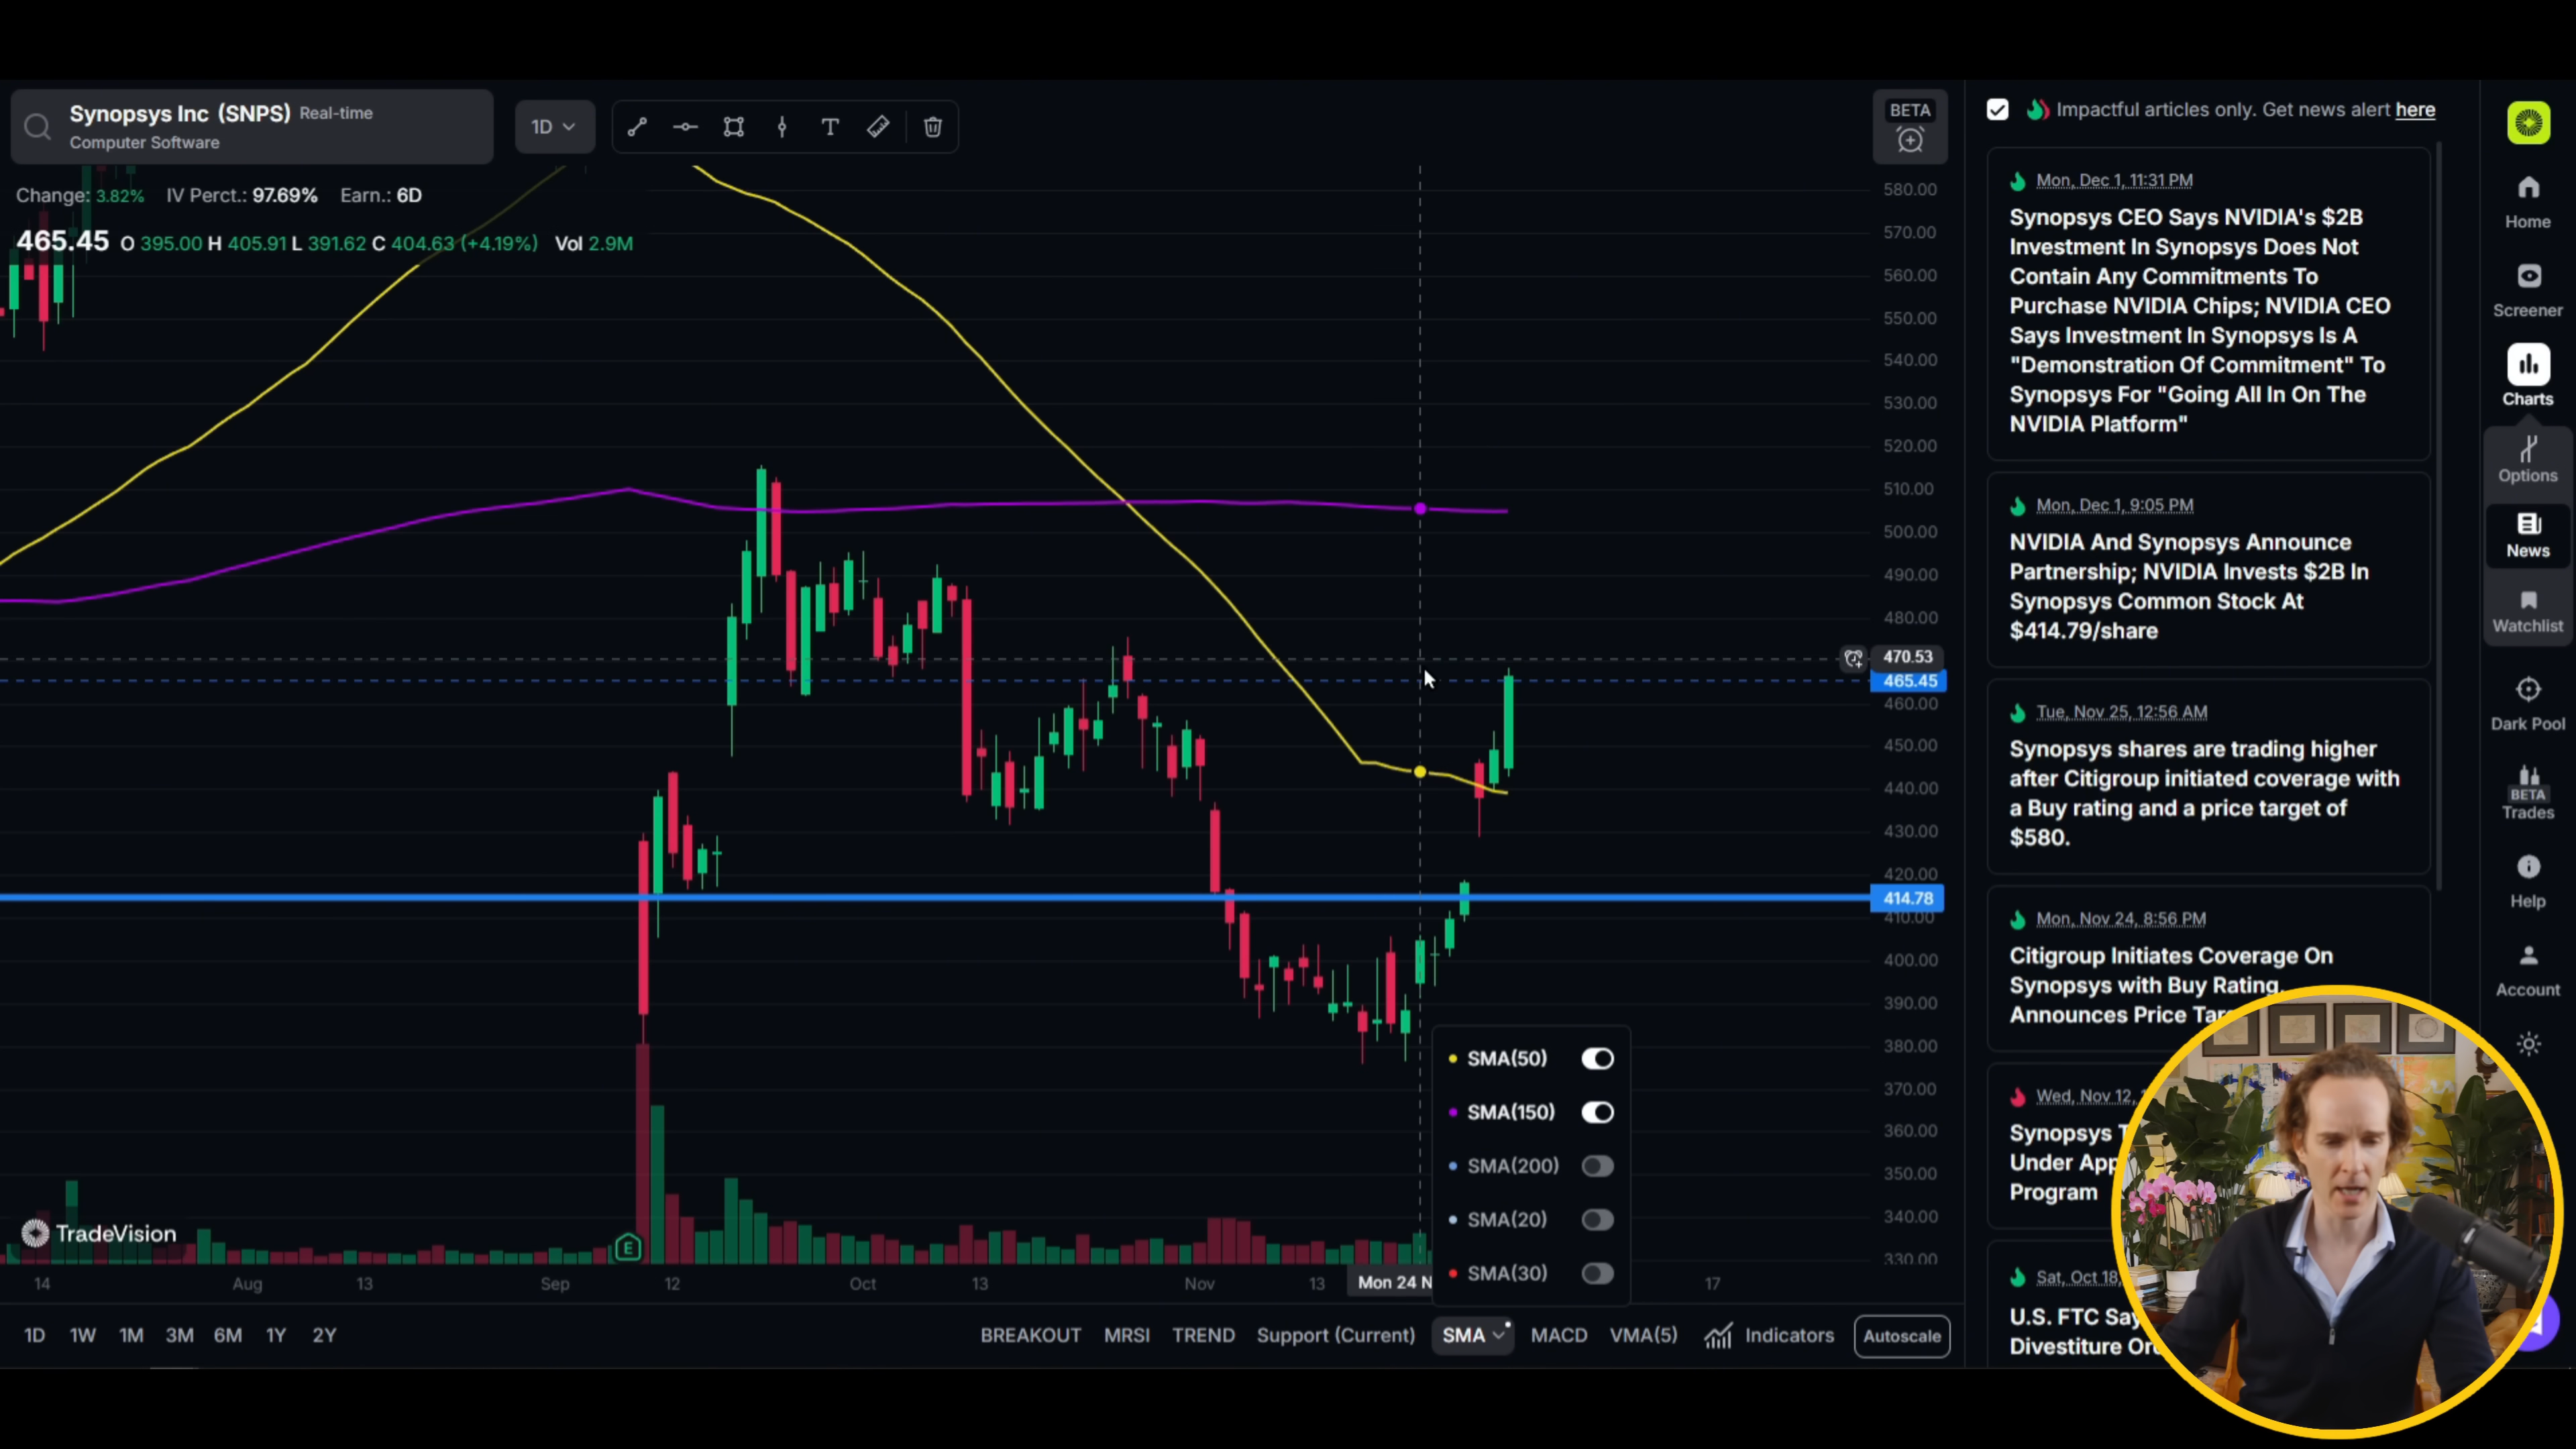 Synopsys Inc (SNPS) Real-time
Computer Software
1D
BETA
Change: 3.82% IV Perct.: 97.69% Earn.: 6D
465.45 O 395.00 H 405.91 L 391.62 C 404.63 (+4.19%) Vol 2.9M
580.00
570.00
560.00
550.00
540.00
530.00
520.00
510.00
500.00
490.00
480.00
470.53
465.45
460.00
450.00
440.00
430.00
420.00
414.78
410.00
400.00
390.00
380.00
370.00
360.00
350.00
340.00
330.00
SMA(50)
SMA(150)
SMA(200)
SMA(20)
SMA(30)
TradeVision
E
14 Aug 13 Sep 12 Oct 13 Nov 13 Mon 24 N 17
1D 1W 1M 3M 6M 1Y 2Y
BREAKOUT MRSI TREND Support (Current) SMA MACD VMA(5) Indicators Autoscale
Impactful articles only. Get news alert here
Mon, Dec 1, 11:31 PM
Synopsys CEO Says NVIDIA's $2B
Investment In Synopsys Does Not
Contain Any Commitments To
Purchase NVIDIA Chips; NVIDIA CEO
Says Investment In Synopsys Is A
"Demonstration Of Commitment" To
Synopsys For "Going All In On The
NVIDIA Platform"
Mon, Dec 1, 9:05 PM
NVIDIA And Synopsys Announce
Partnership; NVIDIA Invests $2B In
Synopsys Common Stock At
$414.79/share
Tue, Nov 25, 12:56 AM
Synopsys shares are trading higher
after Citigroup initiated coverage with
a Buy rating and a price target of
$580.
Mon, Nov 24, 8:56 PM
Citigroup Initiates Coverage On
Synopsys with Buy Rating,
Announces Price Tar
Wed, Nov 12,
Synopsys
Under App
Program
Sat, Oct 18,
U.S. FTC Say
Divestiture Or
Home
Screener
Charts
Options
News
Watchlist
Dark Pool
BETA
Trades
Help
Account